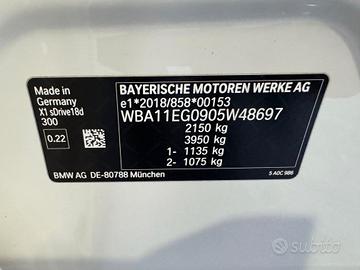 Made in
Germany
X1 sDrive18d
300
0.22
BAYERISCHE MOTOREN WERKE AG
e1*2018/858*00153
WBA11EG0905W48697
2150 kg
3950 kg
1- 1135 kg
2- 1075 kg
BMW AG DE-80788 München
5 A0C 986
subito